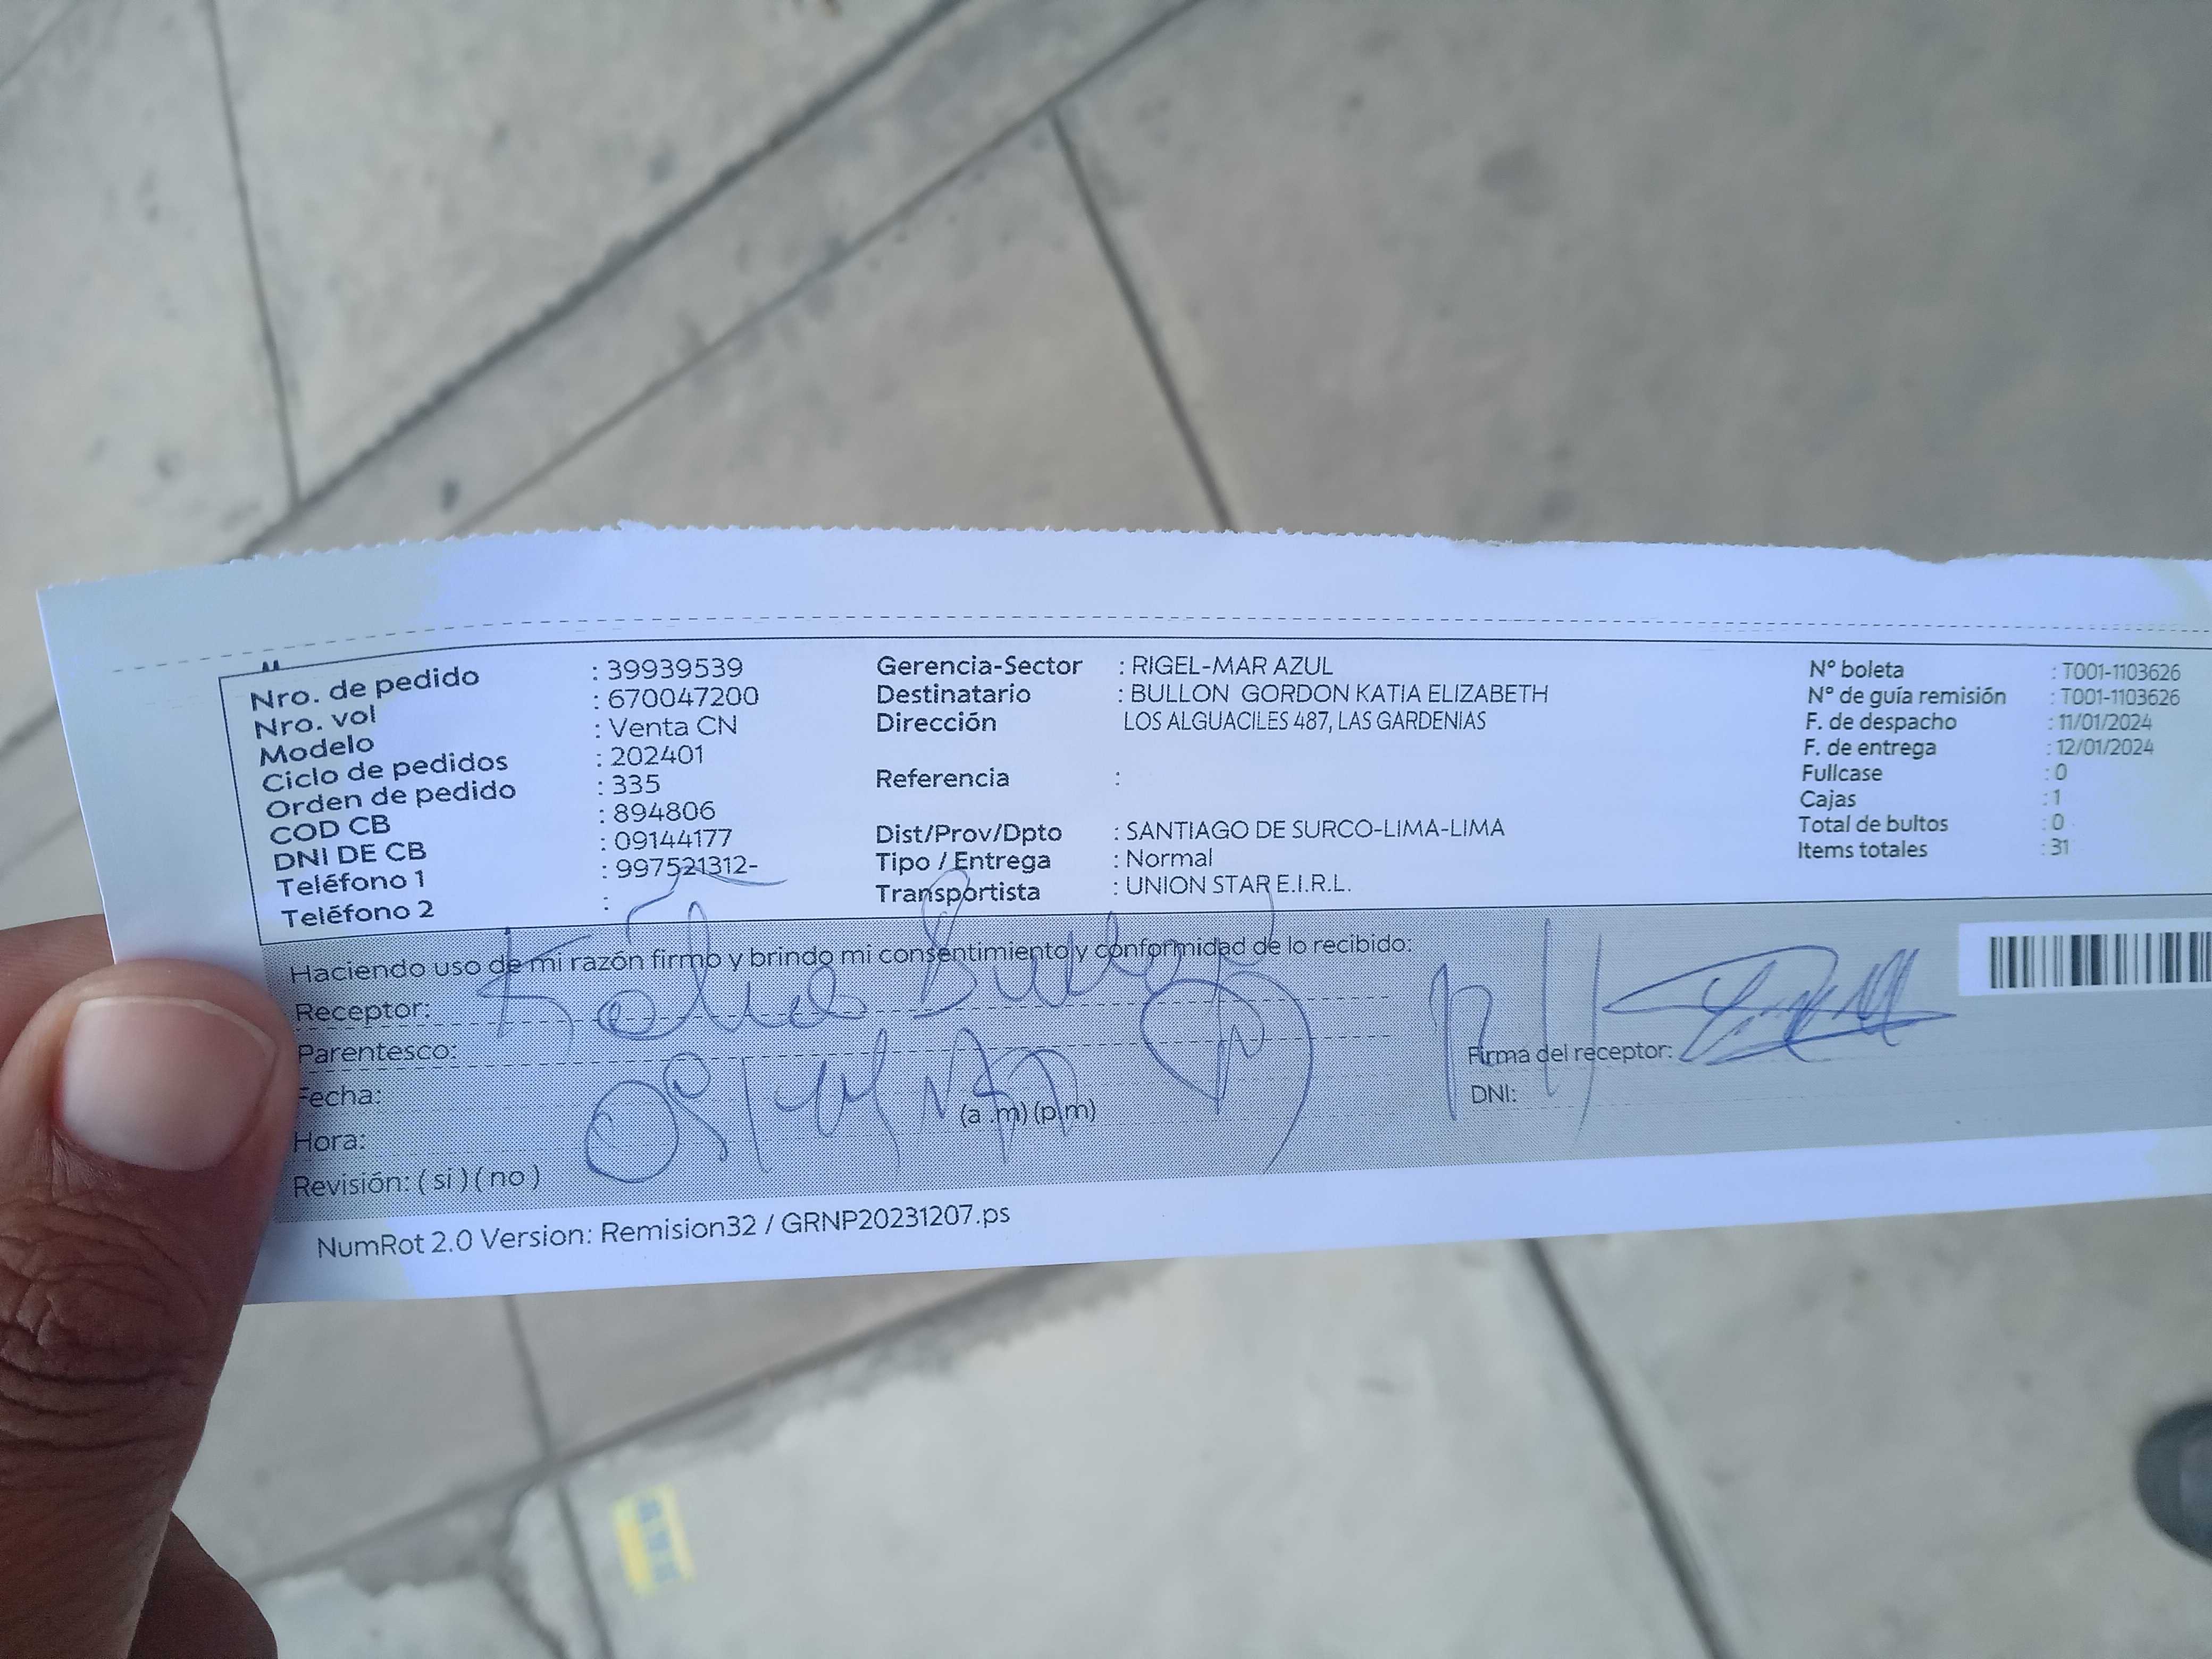 Nro. de pedido : 39939539
Nro. vol : 670047200
Modelo : Venta CN
Ciclo de pedidos : 202401
Orden de pedido : 335
COD CB : 894806
DNI DE CB : 09144177
Teléfono 1 : 997521312-
Teléfono 2 :
Gerencia-Sector : RIGEL-MAR AZUL
Destinatario : BULLON GORDON KATIA ELIZABETH
Dirección LOS ALGUACILES 487, LAS GARDENIAS
Referencia :
Dist/Prov/Dpto : SANTIAGO DE SURCO-LIMA-LIMA
Tipo / Entrega : Normal
Transportista : UNION STAR E.I.R.L.
N° boleta : T001-1103626
N° de guía remisión : T001-1103626
F. de despacho : 11/01/2024
F. de entrega : 12/01/2024
Fullcase : 0
Cajas : 1
Total de bultos : 0
Items totales : 31
Haciendo uso de mi razón firmo y brindo mi consentimiento y conformidad de lo recibido:
Receptor: Katia Bullon
Parentesco:
Fecha:
Hora: (a.m) (p.m)
Revisión: ( si ) ( no )
Firma del receptor:
DNI:
NumRot 2.0 Version: Remision32 / GRNP20231207.ps